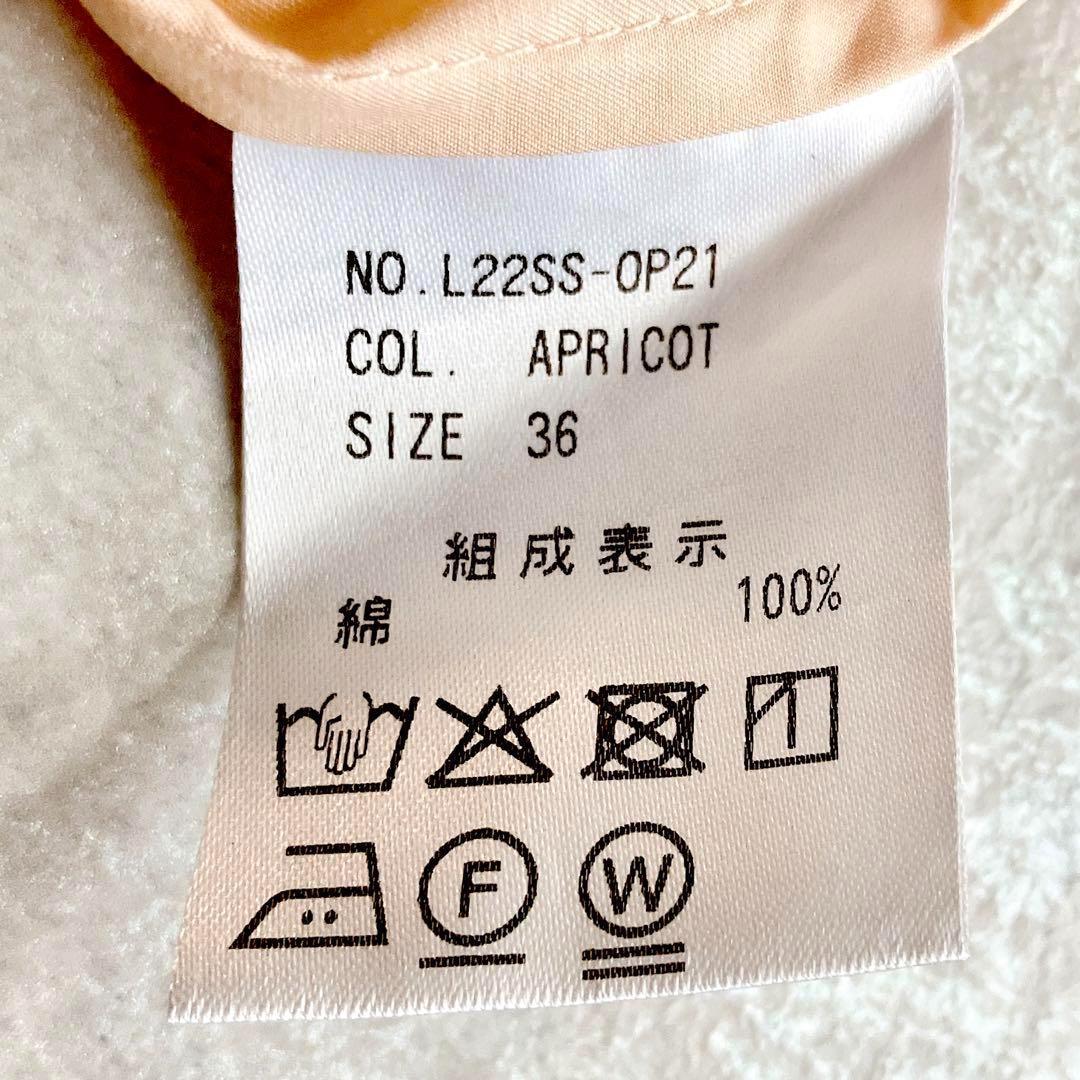 NO.L22SS-OP21
COL. APRICOT
SIZE 36
組成表示
綿 100%
F
W